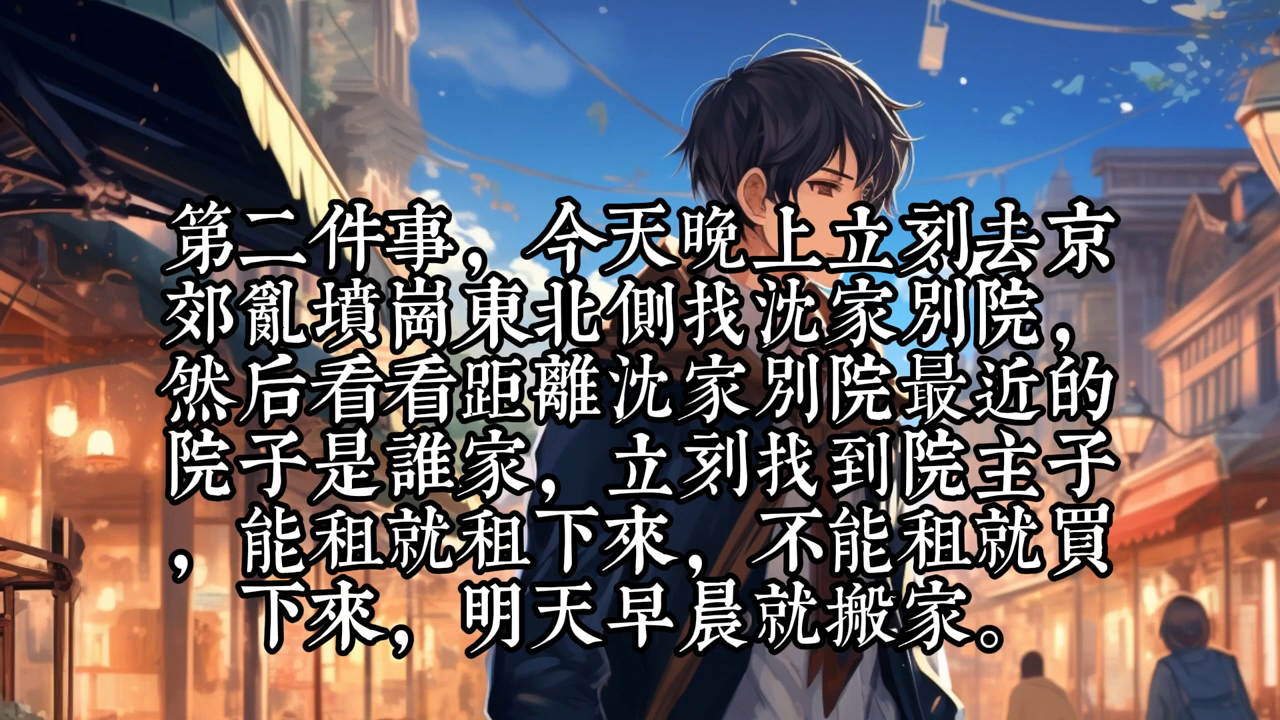 第二件事，今天晚上立刻去京
郊亂墳崗東北側找沈家別院，
然后看看距離沈家別院最近的
院子是誰家，立刻找到院主子
，能租就租下來，不能租就買
下來，明天早晨就搬家。